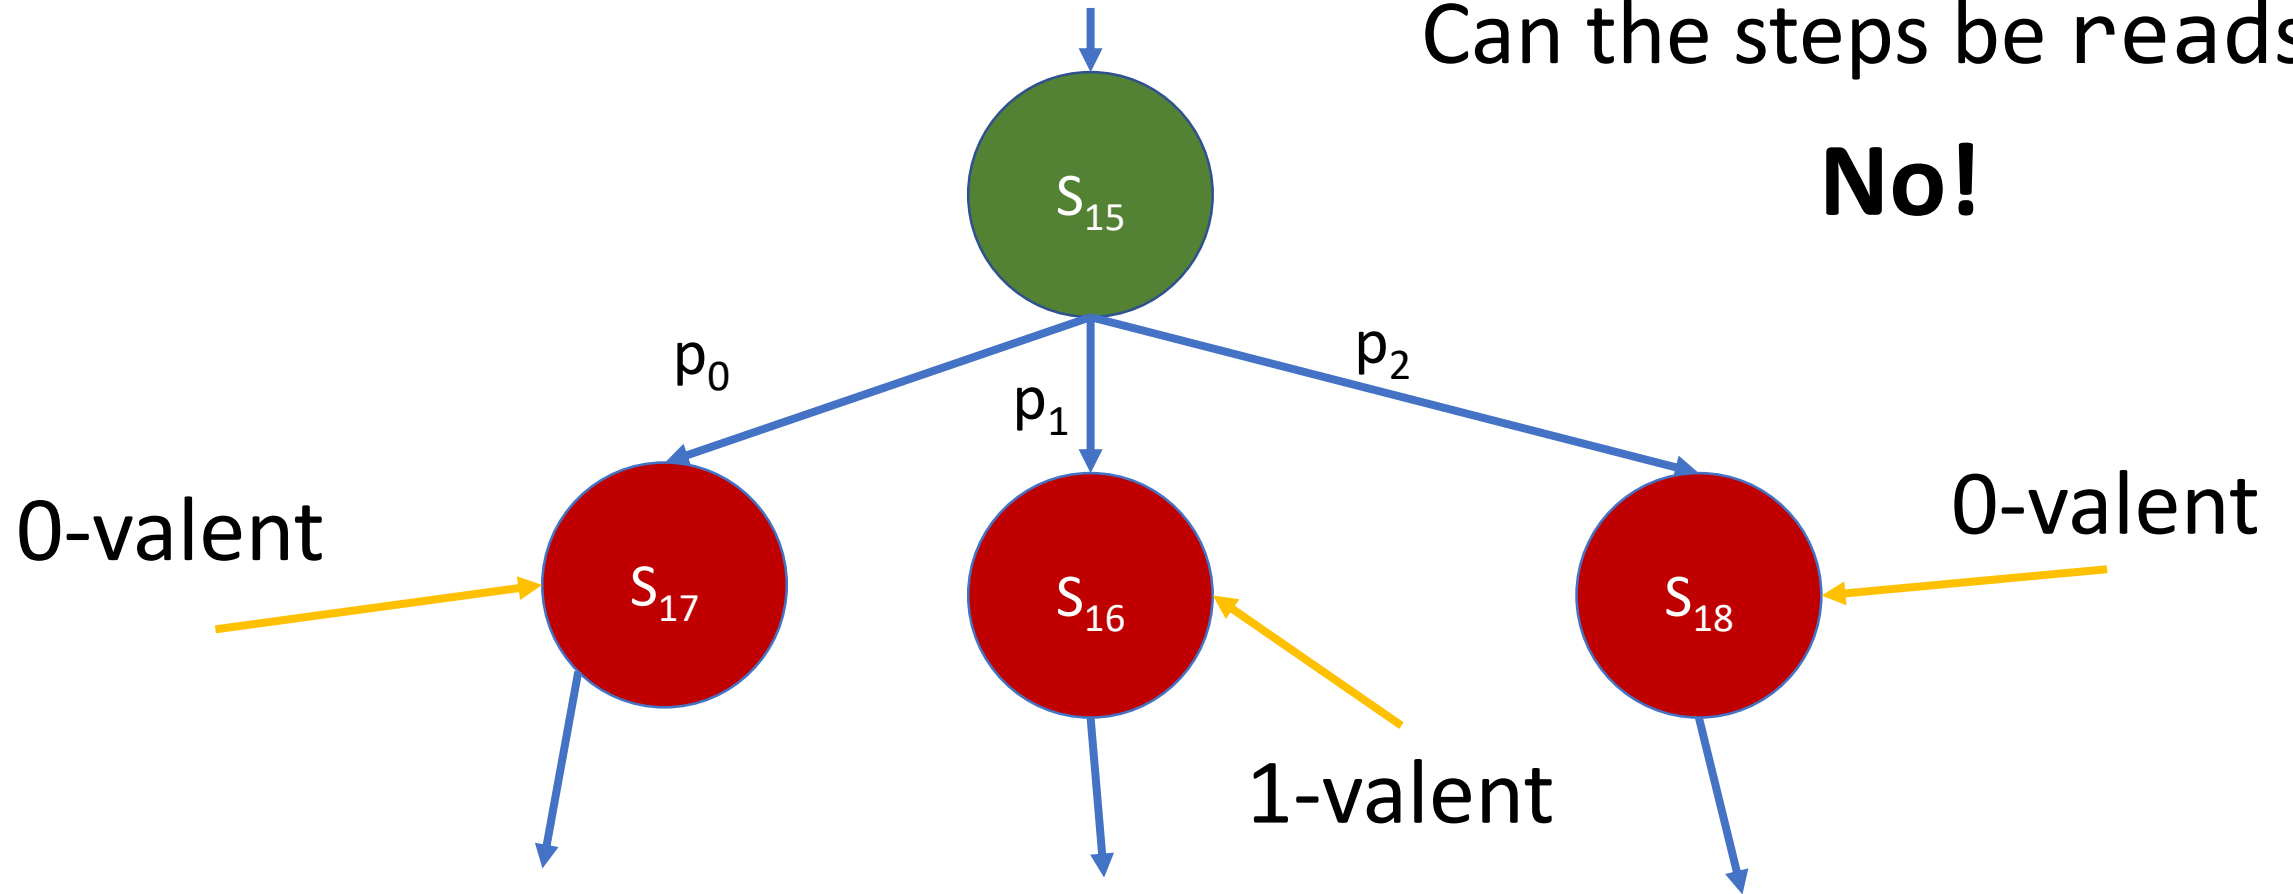 Can the steps be reads
No!
S₁₅
p₀
p₁
p₂
0-valent
0-valent
S₁₇
S₁₆
S₁₈
1-valent